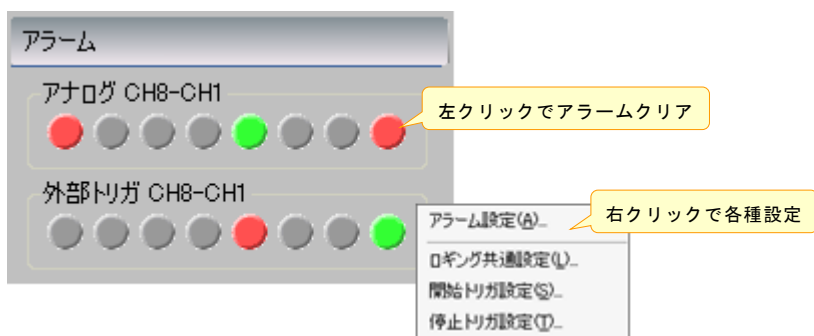 アラーム
アナログ CH8-CH1
左クリックでアラームクリア
外部トリガ CH8-CH1
アラーム設定(A)...
右クリックで各種設定
ロギング共通設定(L)...
開始トリガ設定(S)...
停止トリガ設定(T)...